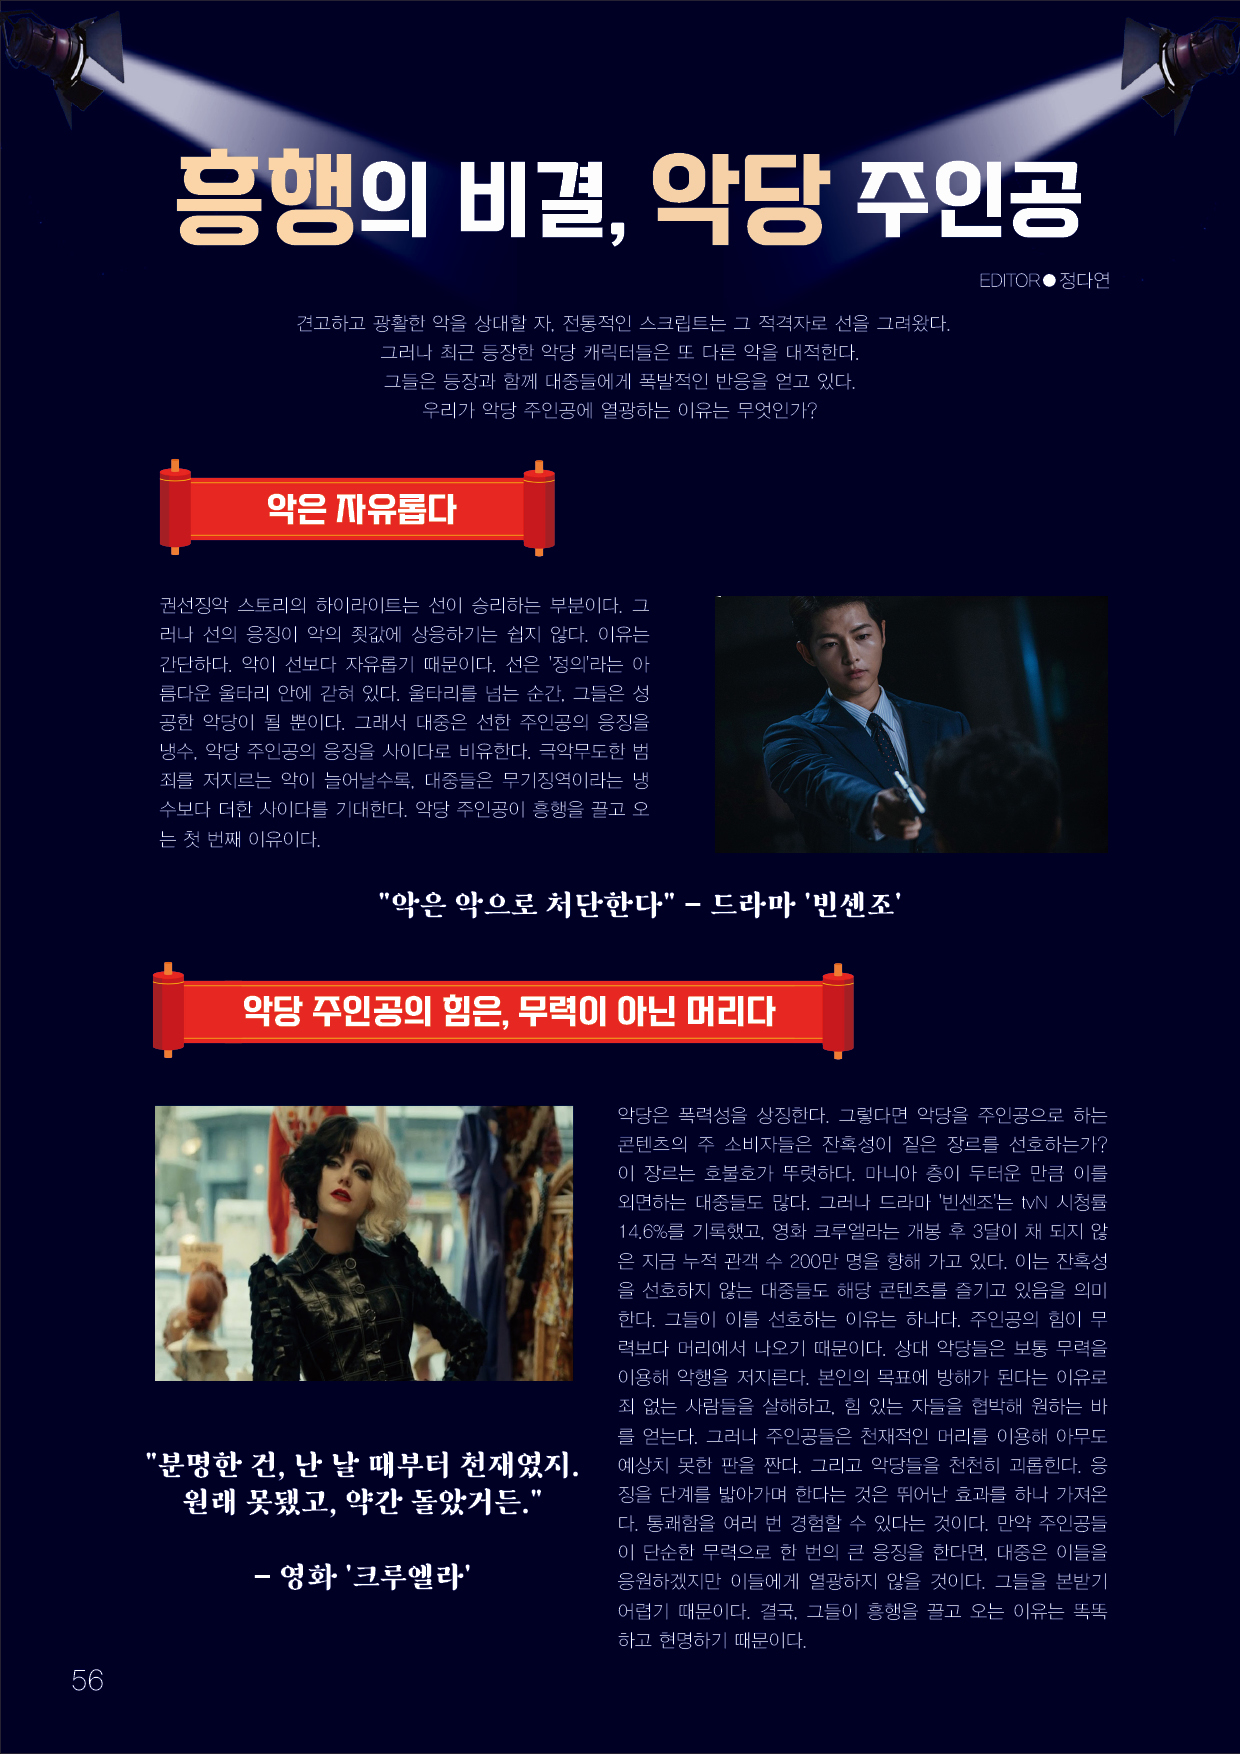 흥행의 비결, 악당 주인공
EDITOR●정다연
견고하고 광활한 악을 상대할 자, 전통적인 스크립트는 그 적격자로 선을 그려왔다.
그러나 최근 등장한 악당 캐릭터들은 또 다른 악을 대적한다.
그들은 등장과 함께 대중들에게 폭발적인 반응을 얻고 있다.
우리가 악당 주인공에 열광하는 이유는 무엇인가?
악은 자유롭다
권선징악 스토리의 하이라이트는 선이 승리하는 부분이다. 그
러나 선의 응징이 악의 죗값에 상응하기는 쉽지 않다. 이유는
간단하다. 악이 선보다 자유롭기 때문이다. 선은 '정의'라는 아
름다운 울타리 안에 갇혀 있다. 울타리를 넘는 순간, 그들은 성
공한 악당이 될 뿐이다. 그래서 대중은 선한 주인공의 응징을
냉수, 악당 주인공의 응징을 사이다로 비유한다. 극악무도한 범
죄를 저지르는 악이 늘어날수록, 대중들은 무기징역이라는 냉
수보다 더한 사이다를 기대한다. 악당 주인공이 흥행을 끌고 오
는 첫 번째 이유이다.
"악은 악으로 처단한다" – 드라마 '빈센조'
악당 주인공의 힘은, 무력이 아닌 머리다
악당은 폭력성을 상징한다. 그렇다면 악당을 주인공으로 하는
콘텐츠의 주 소비자들은 잔혹성이 짙은 장르를 선호하는가?
이 장르는 호불호가 뚜렷하다. 마니아 층이 두터운 만큼 이를
외면하는 대중들도 많다. 그러나 드라마 '빈센조'는 tvN 시청률
14.6%를 기록했고, 영화 크루엘라는 개봉 후 3달이 채 되지 않
은 지금 누적 관객 수 200만 명을 향해 가고 있다. 이는 잔혹성
을 선호하지 않는 대중들도 해당 콘텐츠를 즐기고 있음을 의미
한다. 그들이 이를 선호하는 이유는 하나다. 주인공의 힘이 무
력보다 머리에서 나오기 때문이다. 상대 악당들은 보통 무력을
이용해 악행을 저지른다. 본인의 목표에 방해가 된다는 이유로
죄 없는 사람들을 살해하고, 힘 있는 자들을 협박해 원하는 바
를 얻는다. 그러나 주인공들은 천재적인 머리를 이용해 아무도
예상치 못한 판을 짠다. 그리고 악당들을 천천히 괴롭힌다. 응
징을 단계를 밟아가며 한다는 것은 뛰어난 효과를 하나 가져온
다. 통쾌함을 여러 번 경험할 수 있다는 것이다. 만약 주인공들
이 단순한 무력으로 한 번의 큰 응징을 한다면, 대중은 이들을
응원하겠지만 이들에게 열광하지 않을 것이다. 그들을 본받기
어렵기 때문이다. 결국, 그들이 흥행을 끌고 오는 이유는 똑똑
하고 현명하기 때문이다.
"분명한 건, 난 날 때부터 천재였지.
원래 못됐고, 약간 돌았거든."
– 영화 '크루엘라'
56